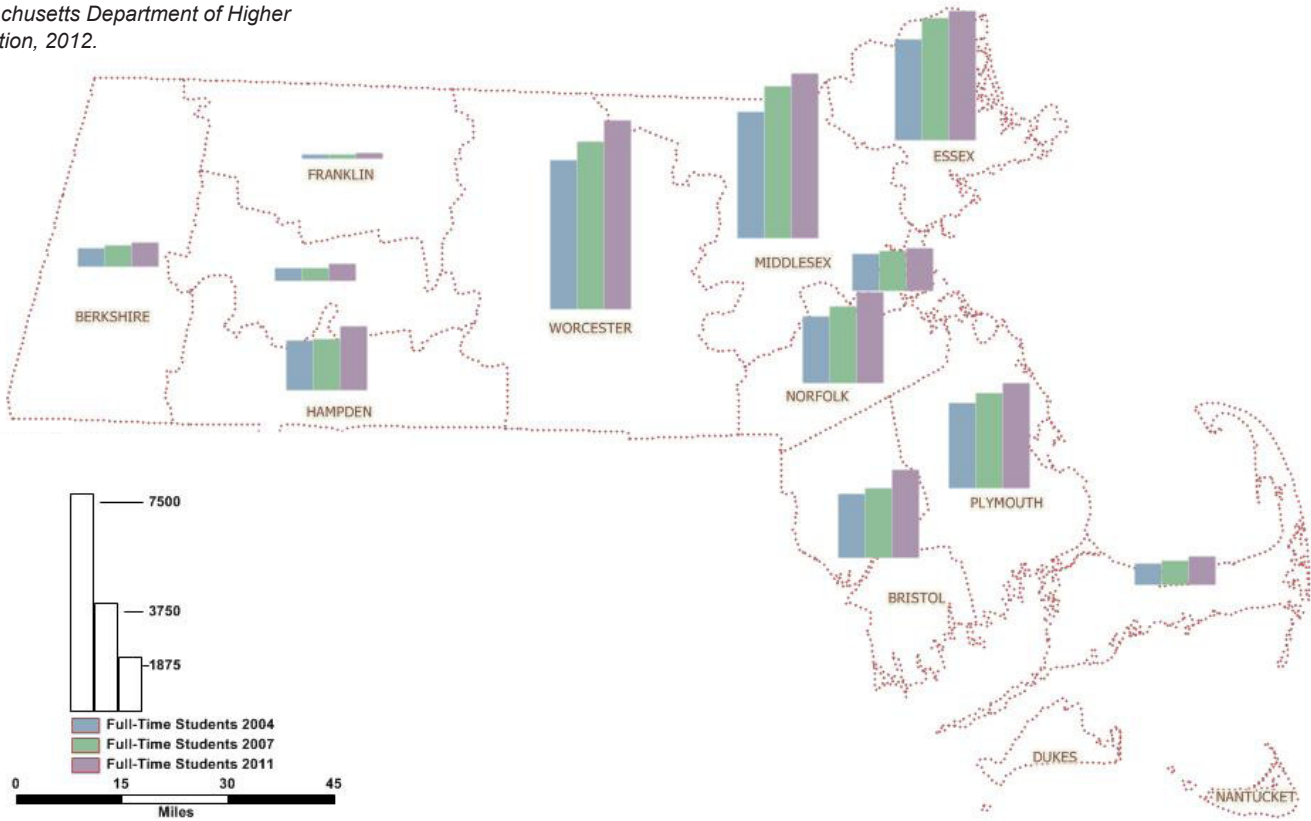 chusetts Department of Higher
tion, 2012.
ESSEX
FRANKLIN
MIDDLESEX
BERKSHIRE
WORCESTER
NORFOLK
HAMPDEN
PLYMOUTH
BRISTOL
DUKES
NANTUCKET
7500
3750
1875
Full-Time Students 2004
Full-Time Students 2007
Full-Time Students 2011
0 15 30 45
Miles